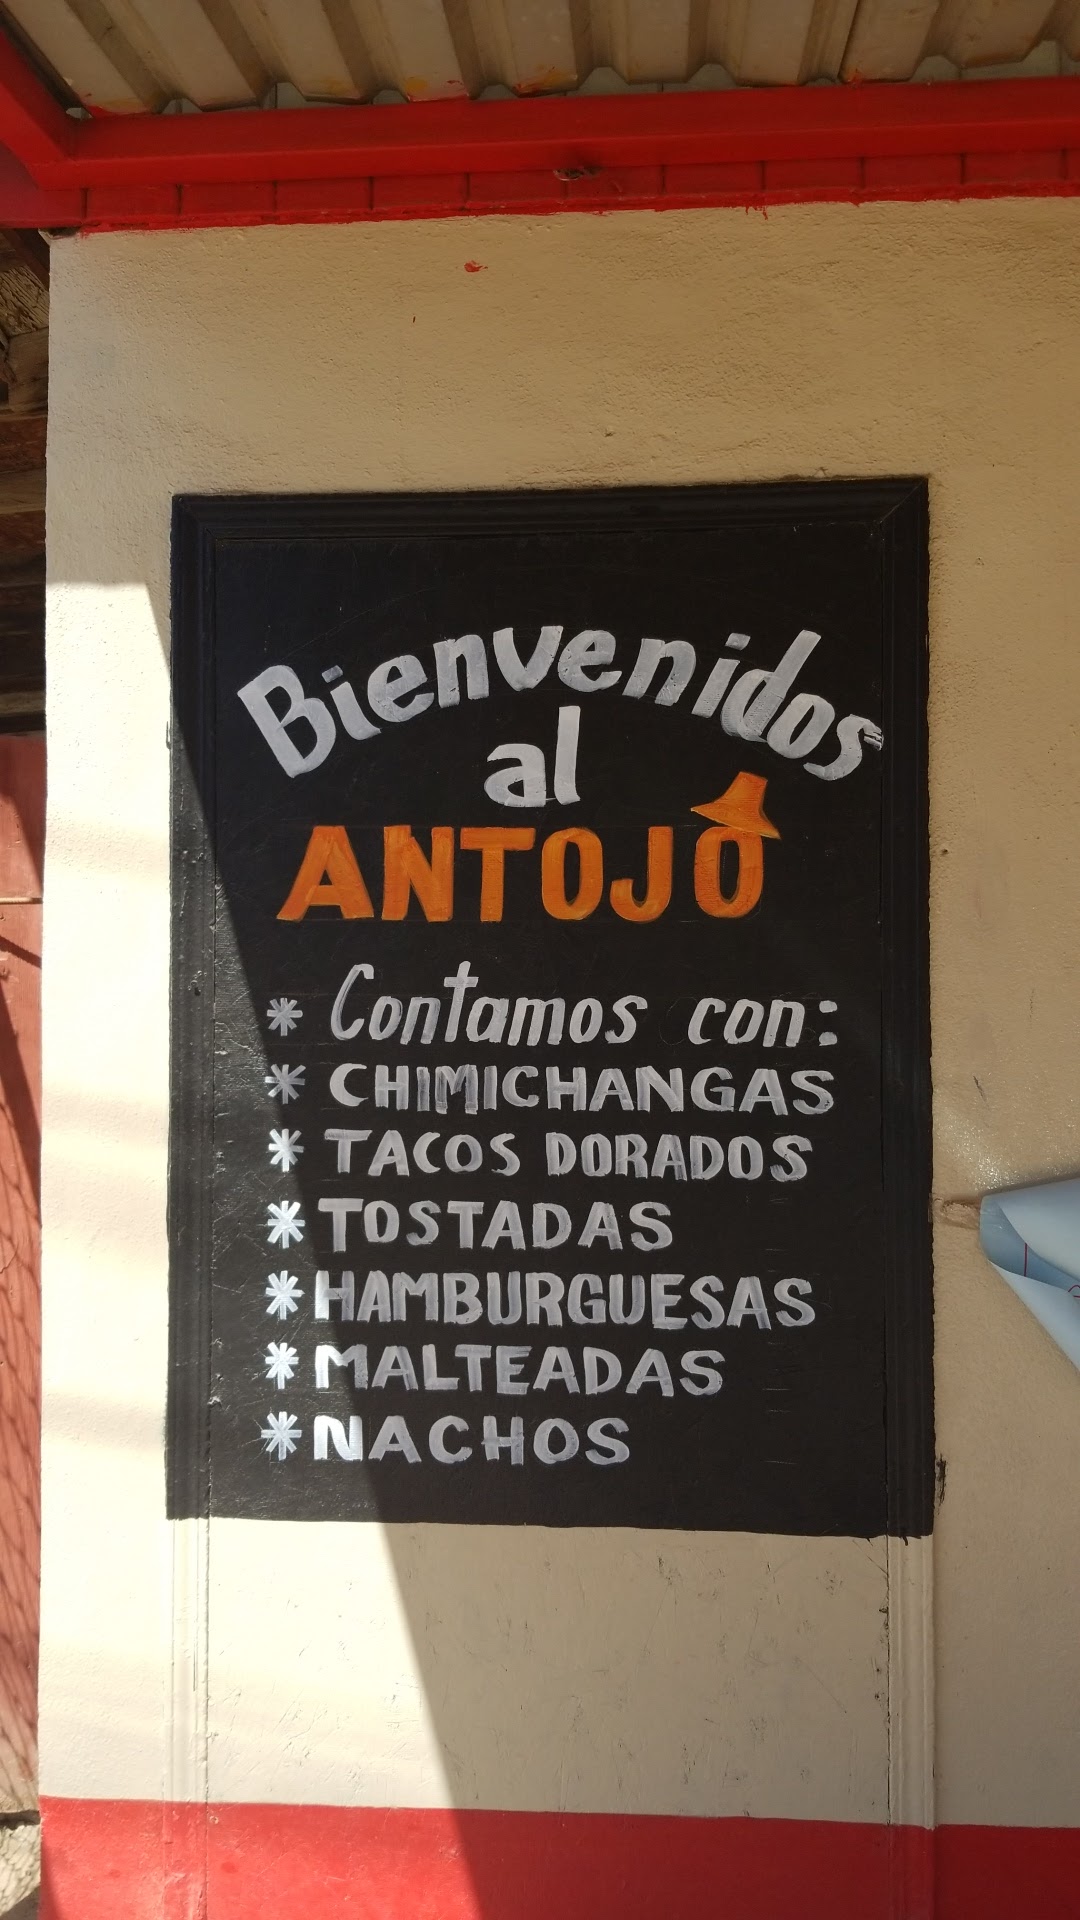 Bienvenidos
al
ANTOJO
* Contamos con:
* CHIMICHANGAS
* TACOS DORADOS
* TOSTADAS
* HAMBURGUESAS
* MALTEADAS
* NACHOS